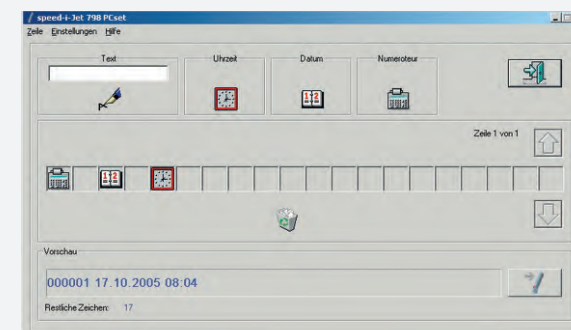 speed-i-Jet 798 PCset
Zeile Einstellungen Hilfe
Text Uhrzeit Datum Numeroteur
Zeile 1 von 1
Vorschau
000001 17.10.2005 08:04
Restliche Zeichen: 17